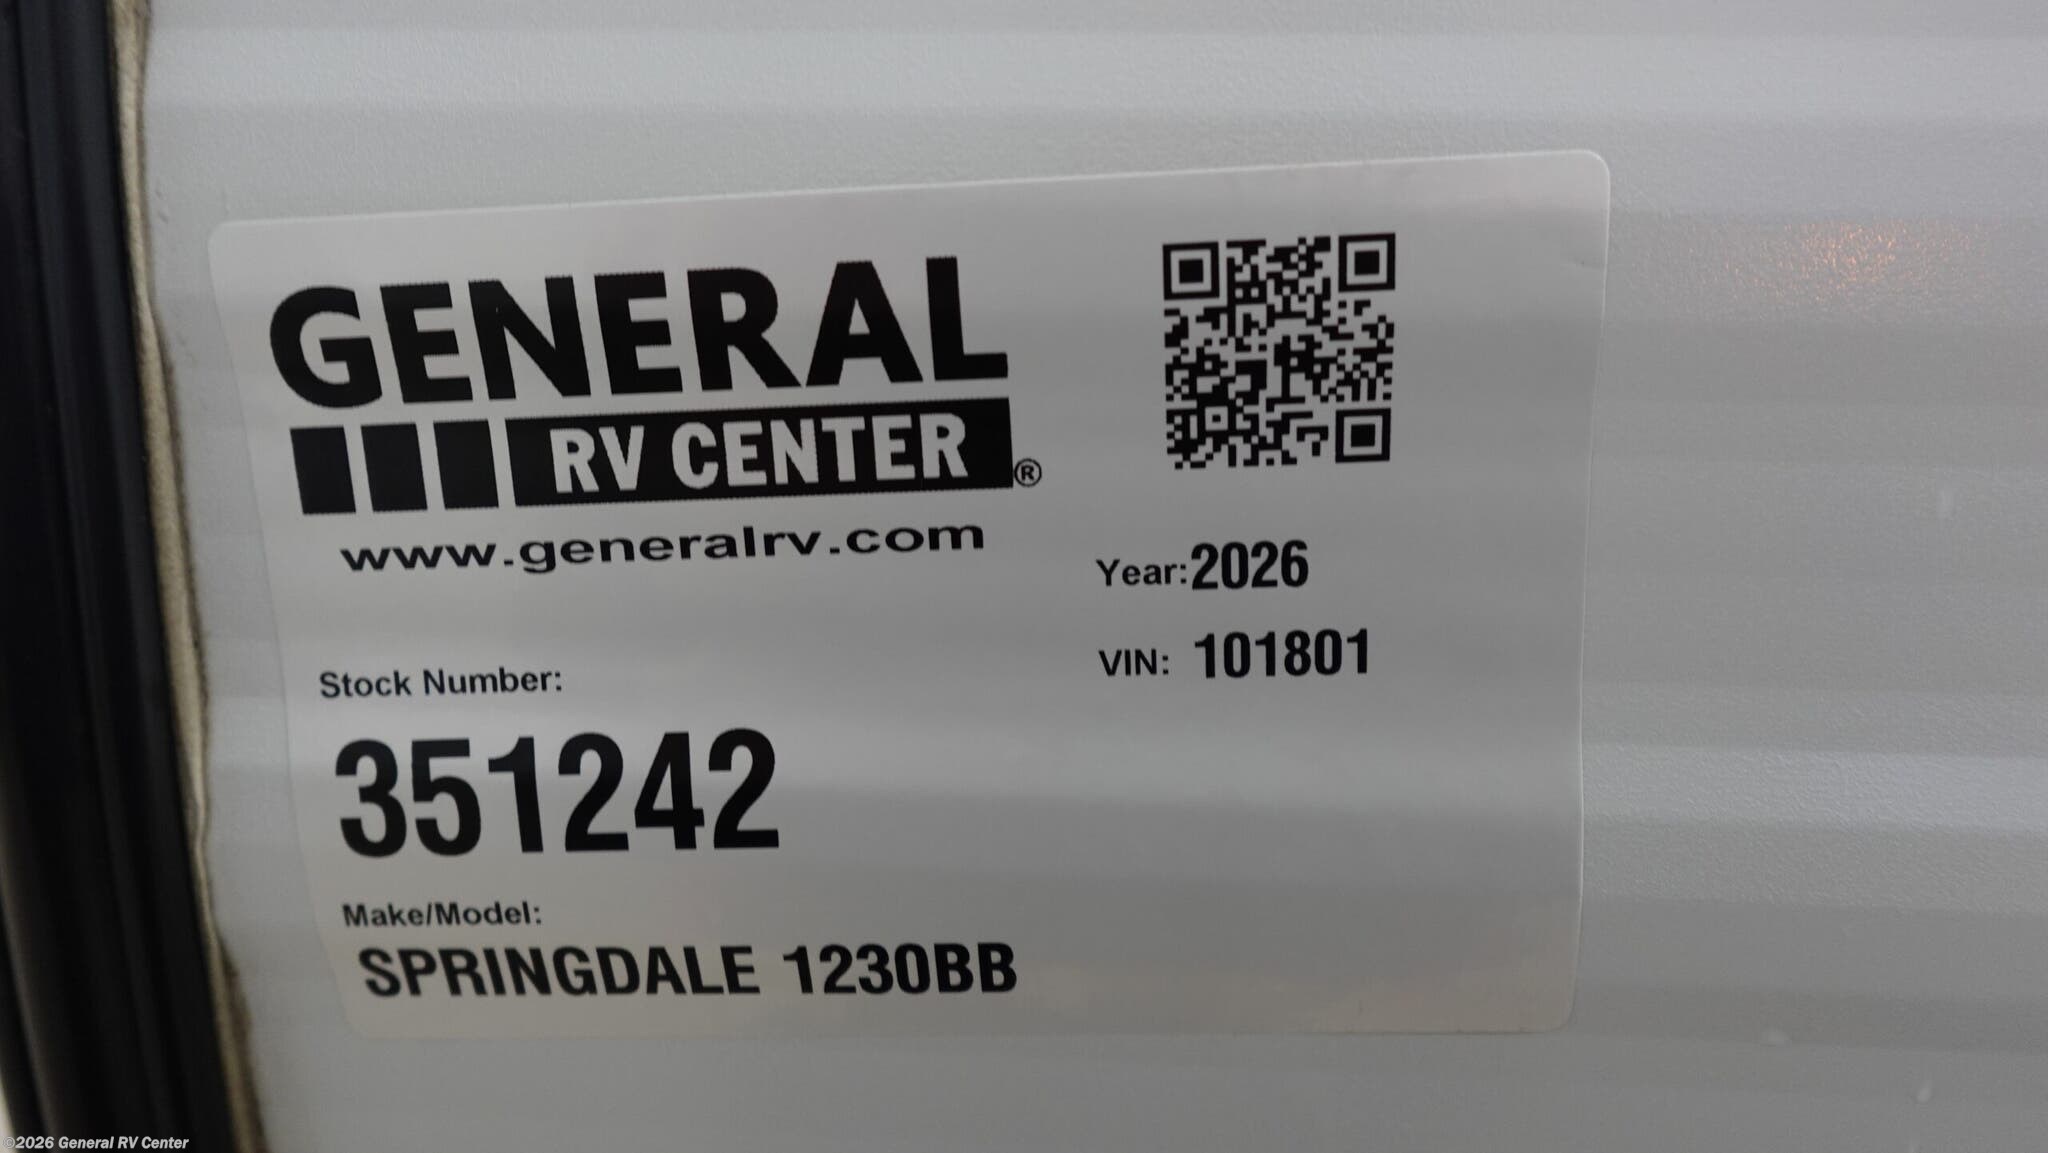 GENERAL
RV CENTER®
www.generalrv.com
Year: 2026
VIN: 101801
Stock Number:
351242
Make/Model:
SPRINGDALE 1230BB
©2026 General RV Center